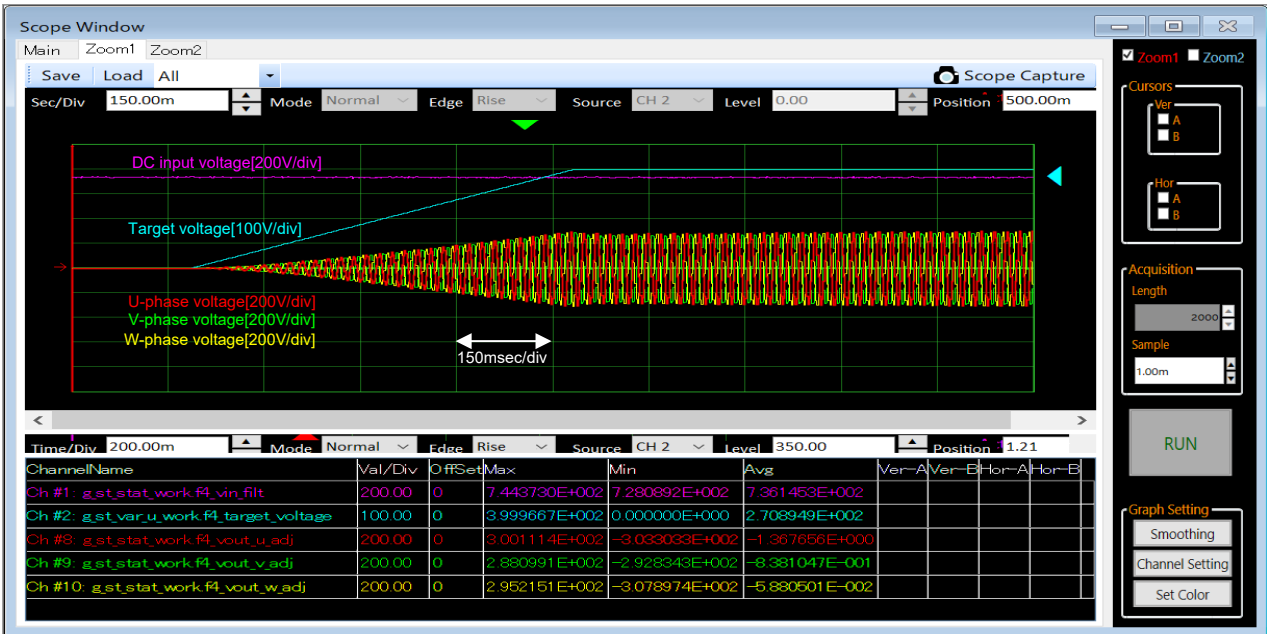 Scope Window
Main Zoom1 Zoom2
Save Load All Scope Capture
Sec/Div 150.00m Mode Normal Edge Rise Source CH 2 Level 0.00 Position 500.00m
DC input voltage[200V/div]
Target voltage[100V/div]
U-phase voltage[200V/div]
V-phase voltage[200V/div]
W-phase voltage[200V/div]
150msec/div
Time/Div 200.00m Mode Normal Edge Rise Source CH 2 Level 350.00 Position 1.21
ChannelName Val/Div OffSet Max Min Avg Ver-A Ver-B Hor-A Hor-B
Ch #1: g_st_stat_work.f4_vin_filt 200.00 0 7.443730E+002 7.280892E+002 7.361453E+002
Ch #2: g_st_var_u_work.f4_target_voltage 100.00 0 3.999667E+002 0.000000E+000 2.708949E+002
Ch #8: g_st_stat_work.f4_vout_u_adj 200.00 0 3.001114E+002 -3.033033E+002 -1.367656E+000
Ch #9: g_st_stat_work.f4_vout_v_adj 200.00 0 2.880991E+002 -2.928343E+002 -8.381047E-001
Ch #10: g_st_stat_work.f4_vout_w_adj 200.00 0 2.952151E+002 -3.078974E+002 -5.880501E-002
Zoom1 Zoom2
Cursors
Ver
A
B
Hor
A
B
Acquisition
Length
2000
Sample
1.00m
RUN
Graph Setting
Smoothing
Channel Setting
Set Color